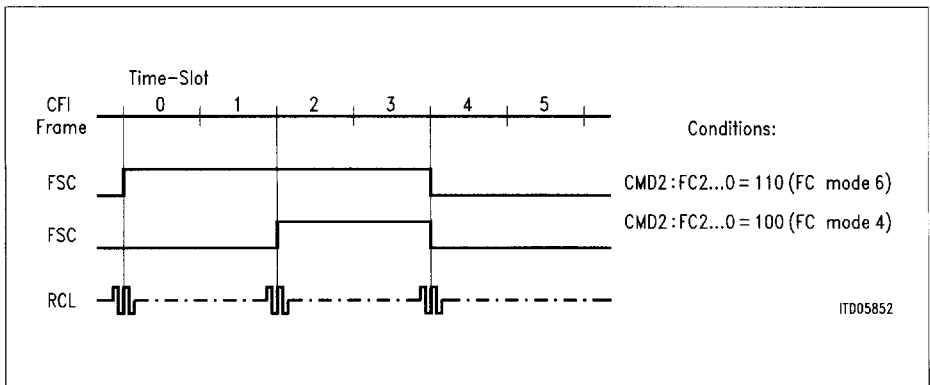 Time-Slot
CFI 0 1 2 3 4 5
Frame
Conditions:
FSC CMD2:FC2...0=110 (FC mode 6)
FSC CMD2:FC2...0=100 (FC mode 4)
RCL
ITD05852